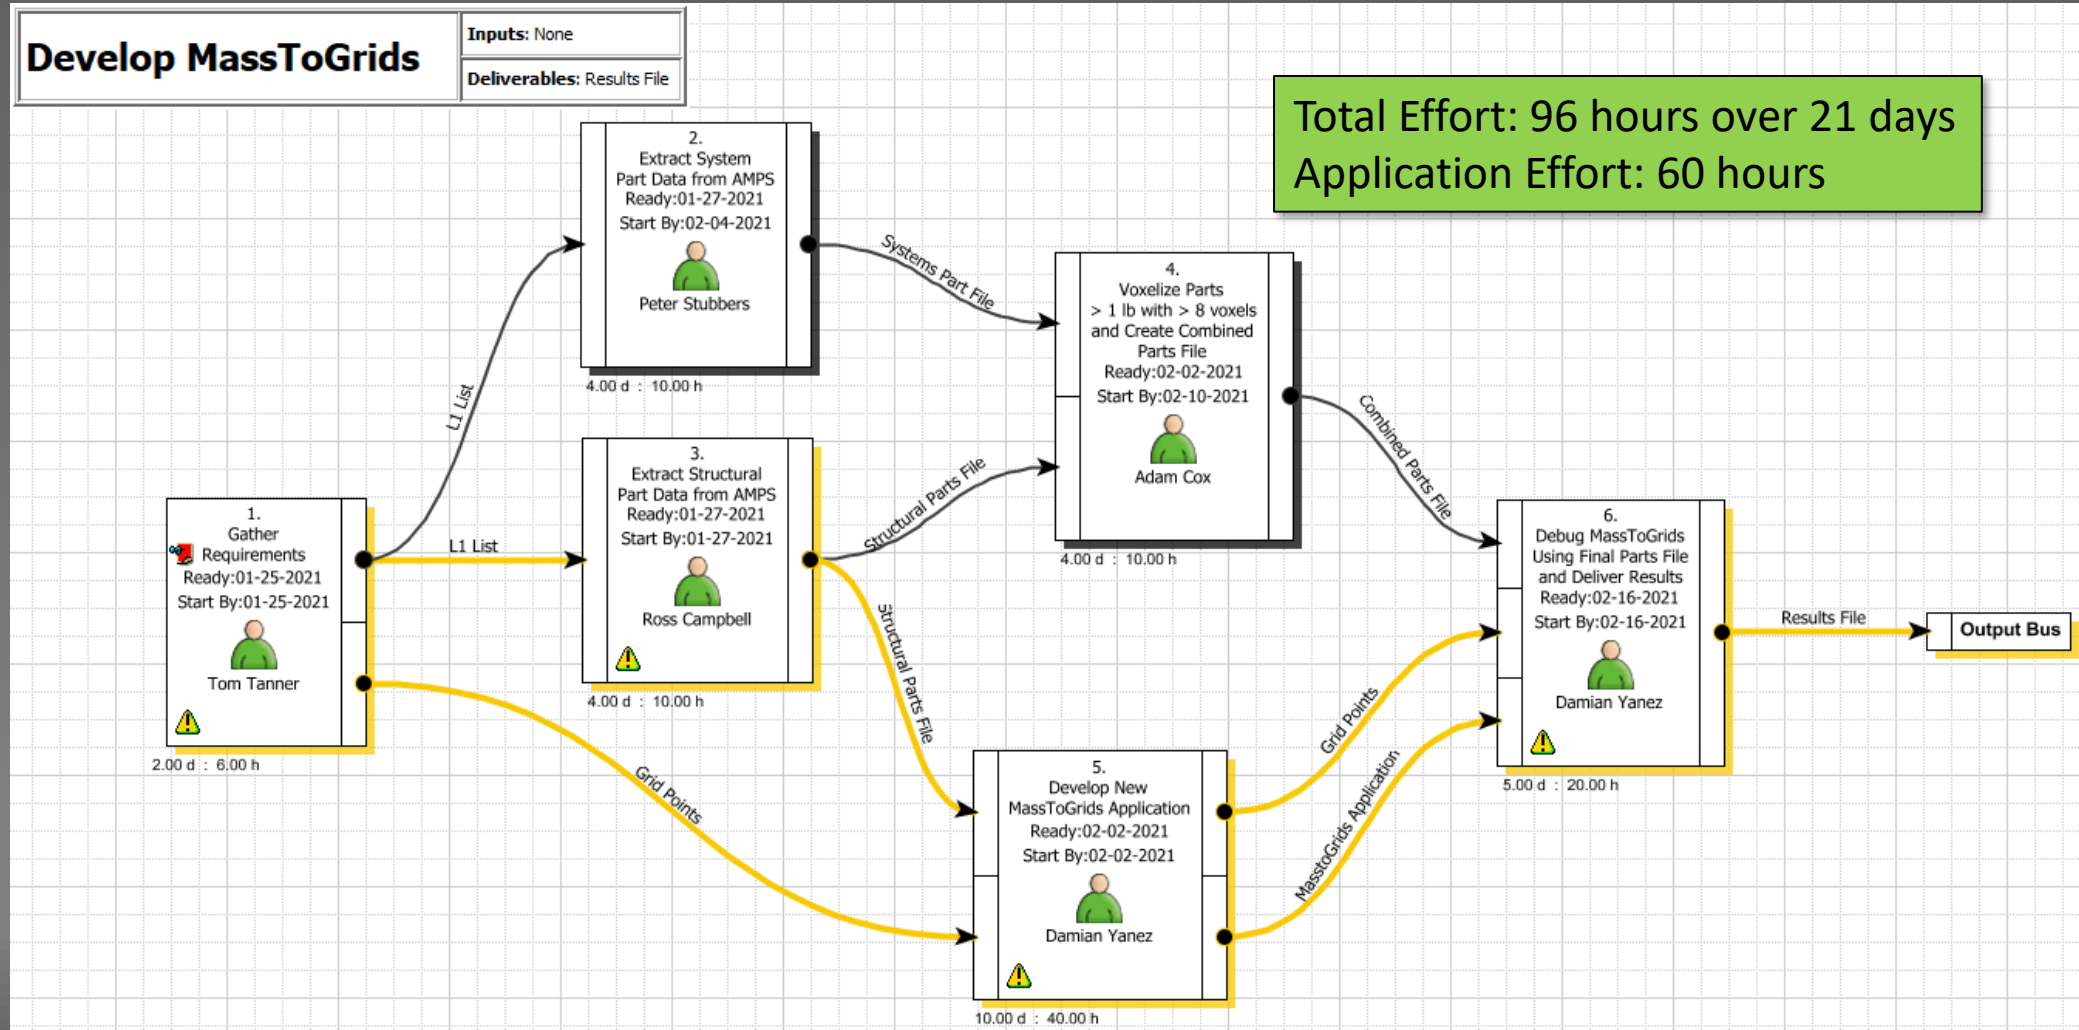 Develop MassToGrids
Inputs: None
Deliverables: Results File
Total Effort: 96 hours over 21 days
Application Effort: 60 hours
1.
Gather
Requirements
Ready:01-25-2021
Start By:01-25-2021
Tom Tanner
2.00 d : 6.00 h
L1 List
L1 List
Grid Points
2.
Extract System
Part Data from AMPS
Ready:01-27-2021
Start By:02-04-2021
Peter Stubbers
4.00 d : 10.00 h
Systems Part File
3.
Extract Structural
Part Data from AMPS
Ready:01-27-2021
Start By:01-27-2021
Ross Campbell
4.00 d : 10.00 h
Structural Parts File
Structural Parts File
4.
Voxelize Parts
> 1 lb with > 8 voxels
and Create Combined
Parts File
Ready:02-02-2021
Start By:02-10-2021
Adam Cox
4.00 d : 10.00 h
Combined Parts File
5.
Develop New
MassToGrids Application
Ready:02-02-2021
Start By:02-02-2021
Damian Yanez
10.00 d : 40.00 h
Grid Points
MasstoGrids Application
6.
Debug MassToGrids
Using Final Parts File
and Deliver Results
Ready:02-16-2021
Start By:02-16-2021
Damian Yanez
5.00 d : 20.00 h
Results File
Output Bus